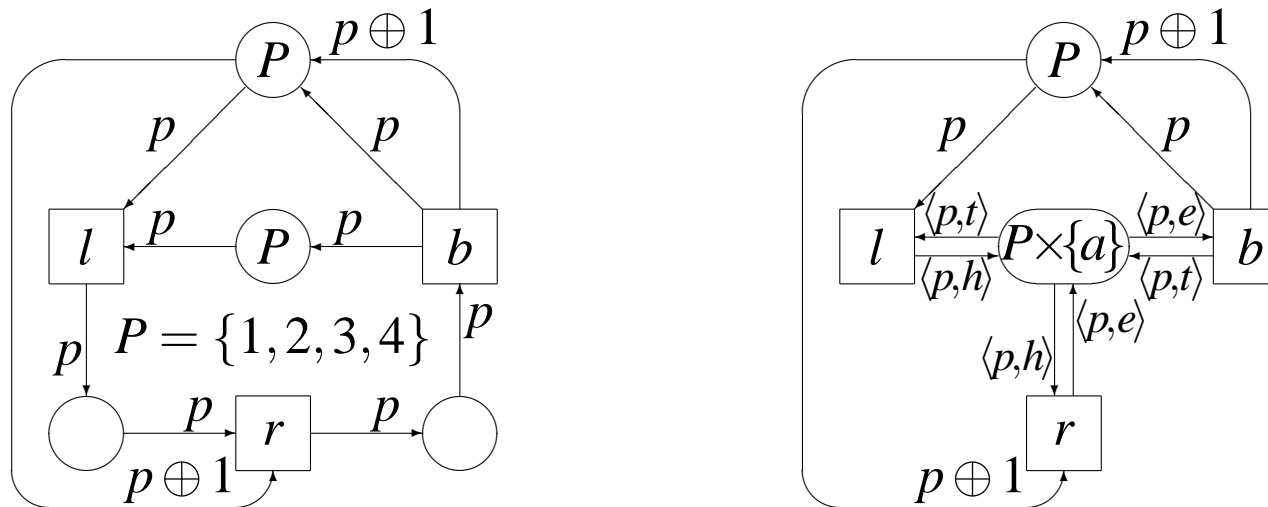 P
p ⊕ 1
p
p
l
p
P
p
b
p
P = {1, 2, 3, 4}
p
p
r
p
p ⊕ 1
P
p ⊕ 1
p
p
l
⟨p,t⟩
⟨p,h⟩
P×{a}
⟨p,e⟩
⟨p,t⟩
b
⟨p,h⟩
⟨p,e⟩
r
p ⊕ 1